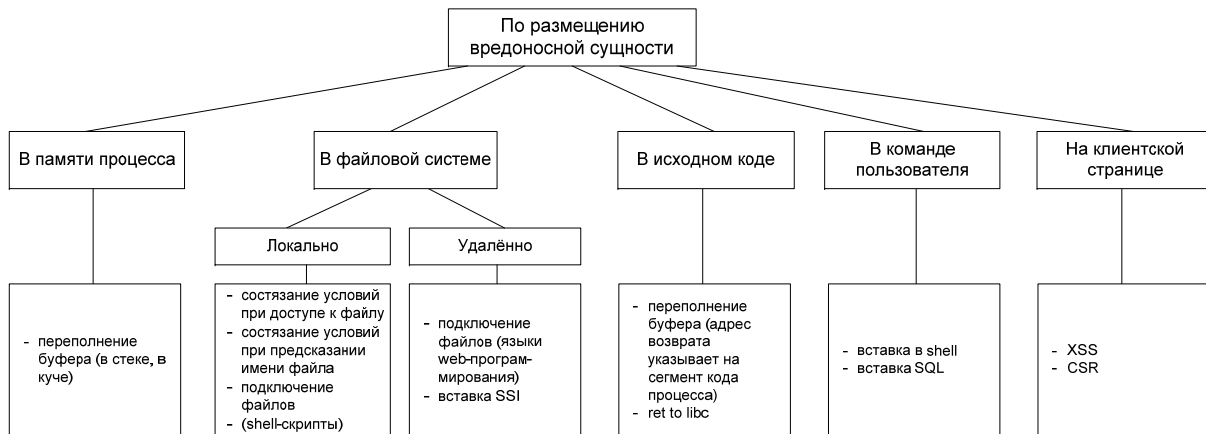 По размещению
вредоносной сущности
В памяти процесса
В файловой системе
В исходном коде
В команде
пользователя
На клиентской
странице
Локально
Удалённо
- переполнение
буфера (в стеке, в
куче)
- состязание условий
при доступе к файлу
- состязание условий
при предсказании
имени файла
- подключение
файлов
- (shell-скрипты)
- подключение
файлов (языки
web-програм-
мирования)
- вставка SSI
- переполнение
буфера (адрес
возврата
указывает на
сегмент кода
процесса)
- ret to libc
- вставка в shell
- вставка SQL
- XSS
- CSR